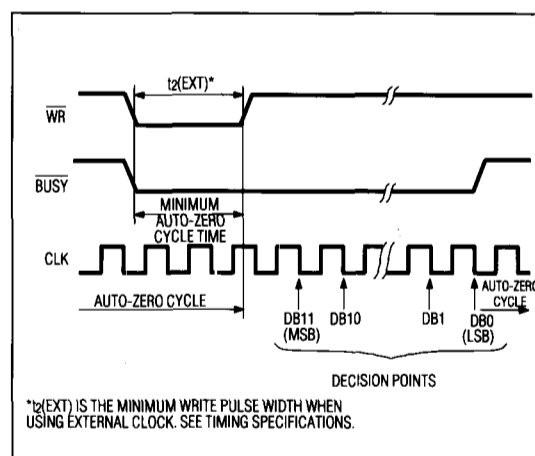 t2(EXT)*
WR
BUSY
MINIMUM
AUTO-ZERO
CYCLE TIME
CLK
AUTO-ZERO CYCLE
AUTO-ZERO
CYCLE
DB11
(MSB)
DB10
DB1
DB0
(LSB)
DECISION POINTS
*t2(EXT) IS THE MINIMUM WRITE PULSE WIDTH WHEN
USING EXTERNAL CLOCK. SEE TIMING SPECIFICATIONS.